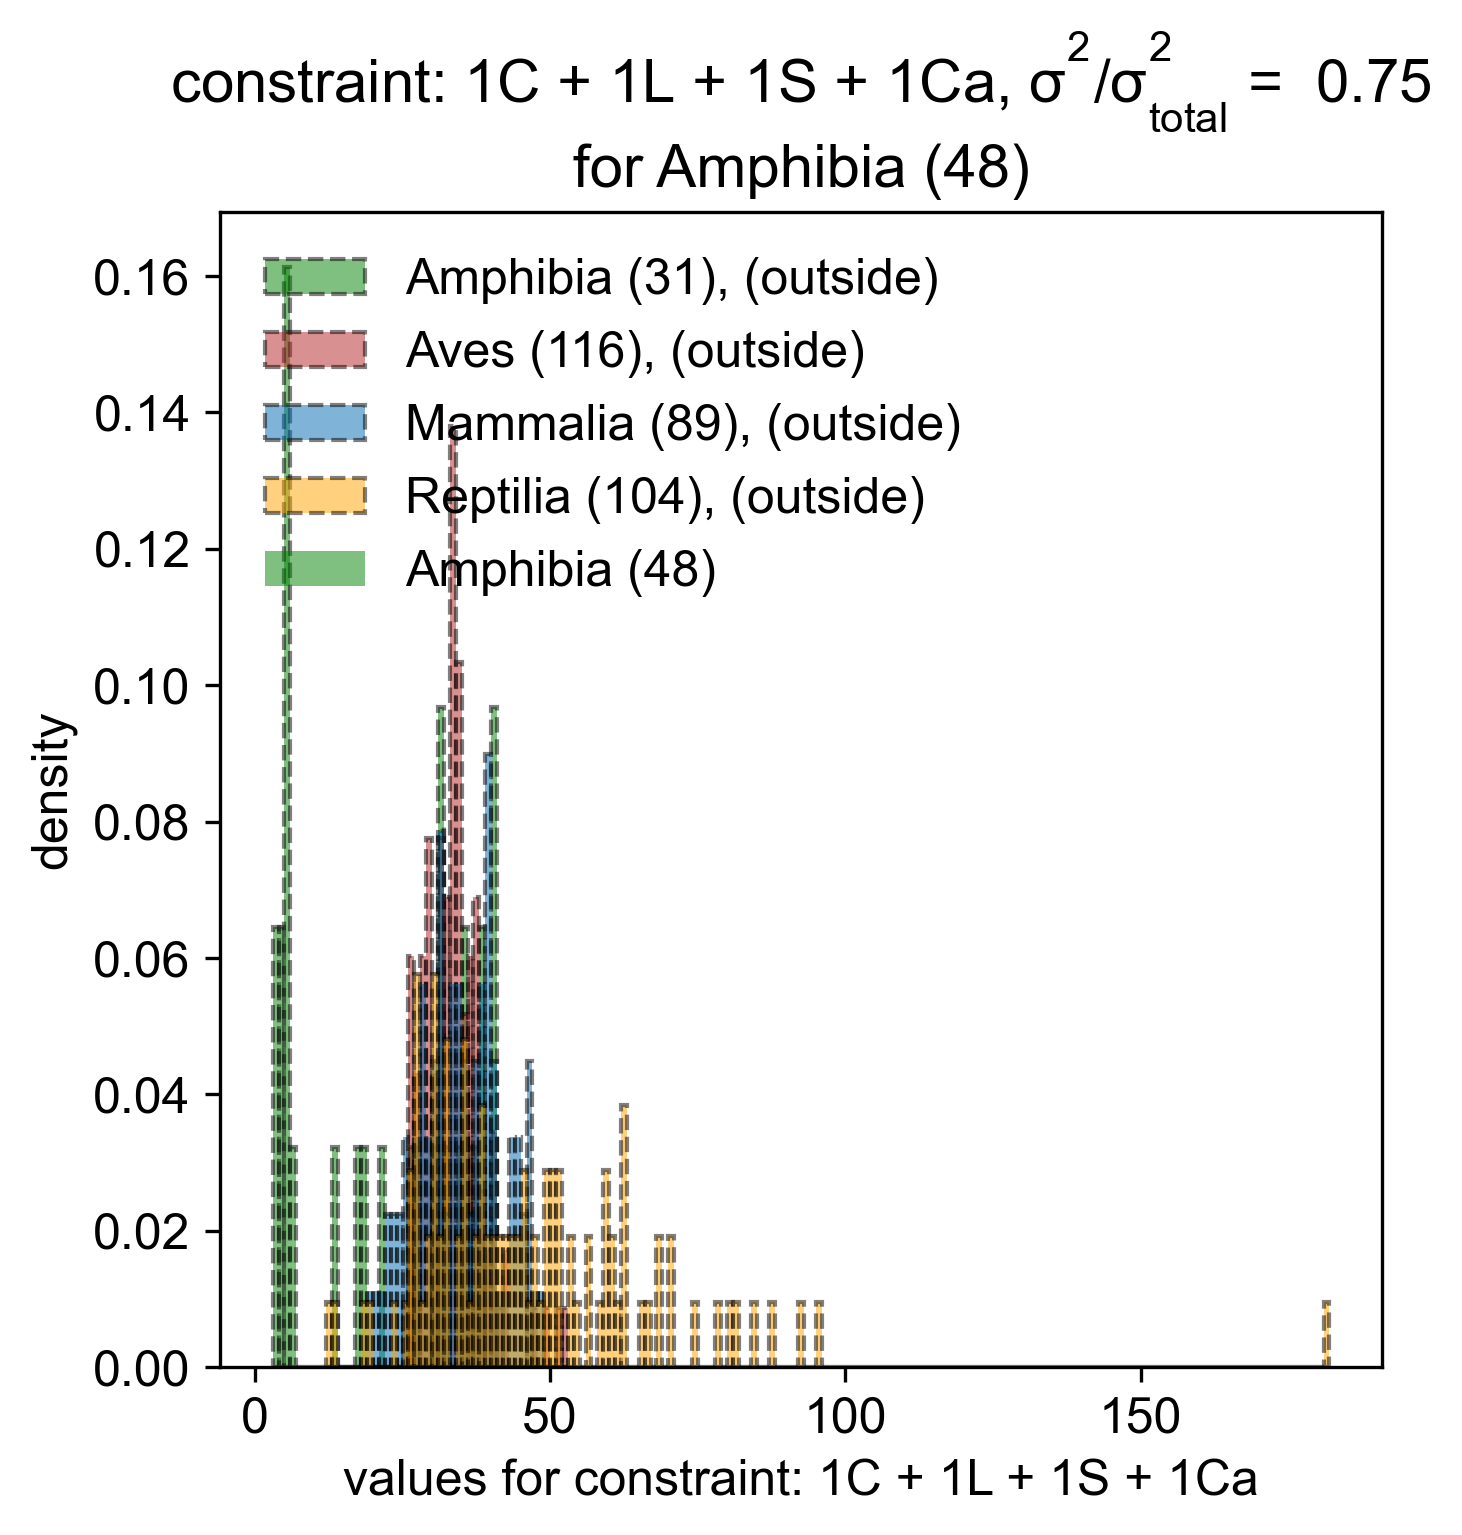 constraint: 1C + 1L + 1S + 1Ca, σ²/σ²total = 0.75
for Amphibia (48)
Amphibia (31), (outside)
Aves (116), (outside)
Mammalia (89), (outside)
Reptilia (104), (outside)
Amphibia (48)
0.16
0.14
0.12
0.10
0.08
0.06
0.04
0.02
0.00
density
0 50 100 150
values for constraint: 1C + 1L + 1S + 1Ca